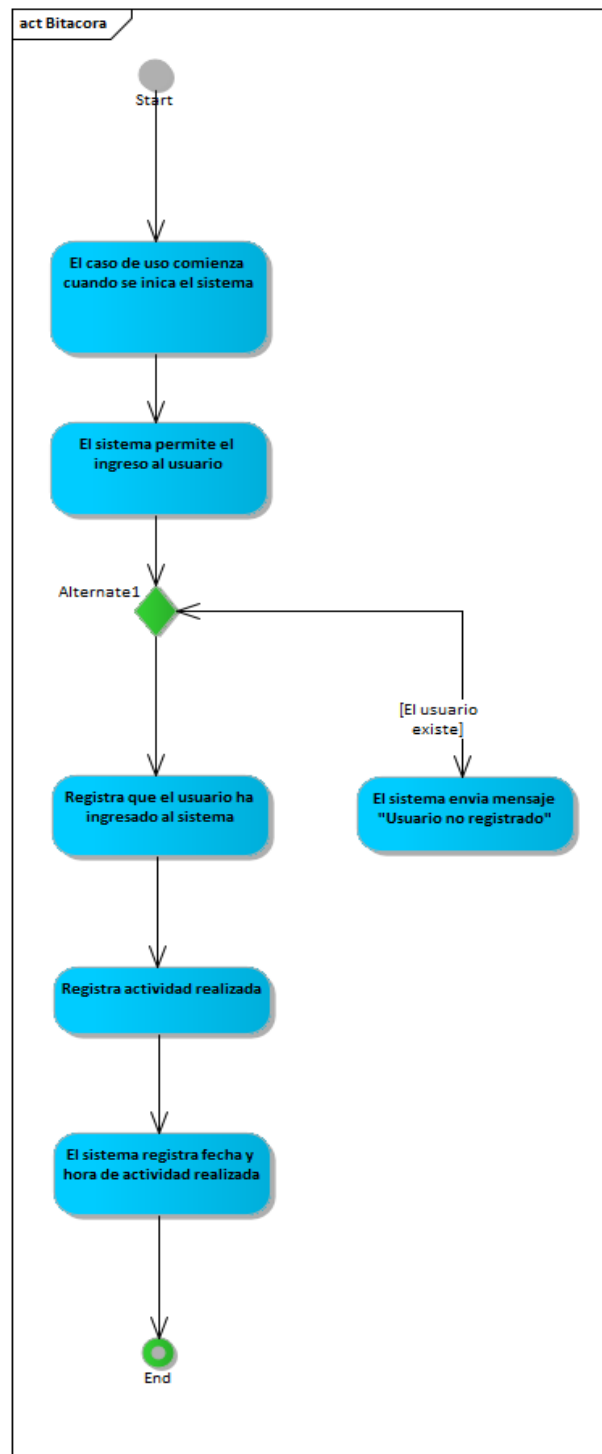 act Bitacora
Start
El caso de uso comienza
cuando se inica el sistema
El sistema permite el
ingreso al usuario
Alternate1
[El usuario
existe]
Registra que el usuario ha
ingresado al sistema
El sistema envia mensaje
"Usuario no registrado"
Registra actividad realizada
El sistema registra fecha y
hora de actividad realizada
End